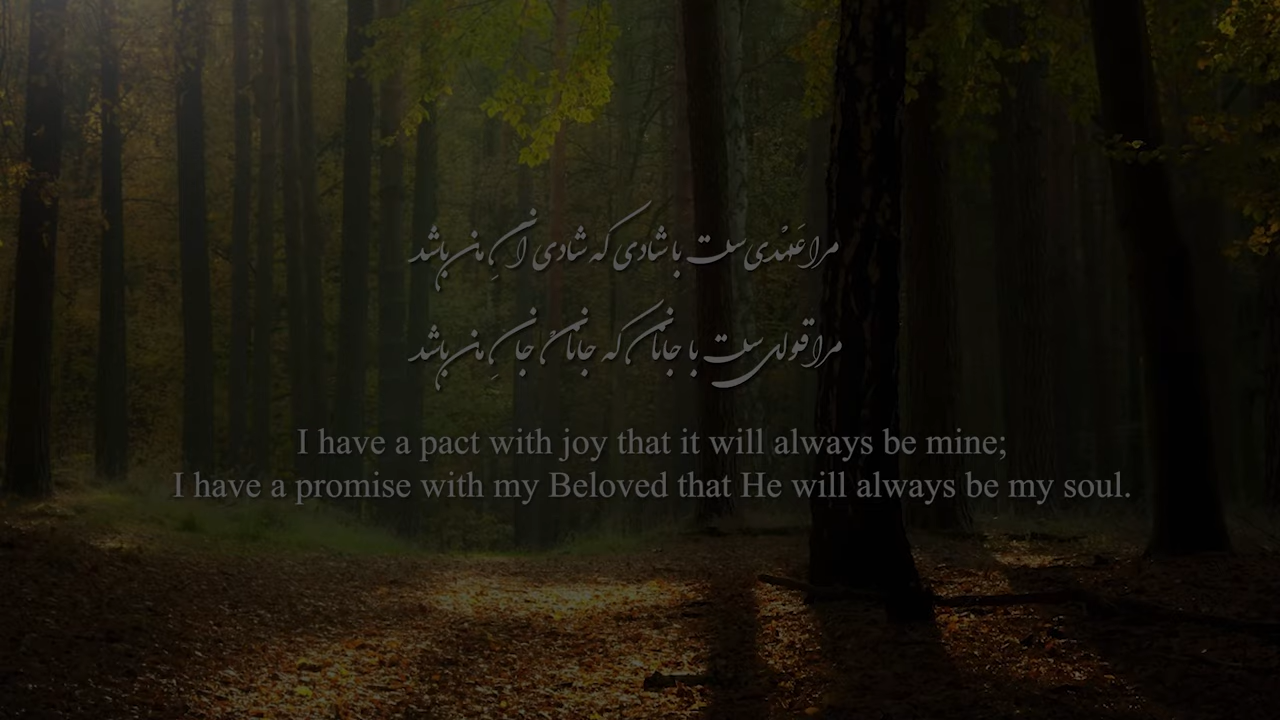 مرا عَهْدی‌ست با شادی که شادی آنِ من باشد
مرا قولی‌ست با جانان که جانان جانِ من باشد
I have a pact with joy that it will always be mine;
I have a promise with my Beloved that He will always be my soul.